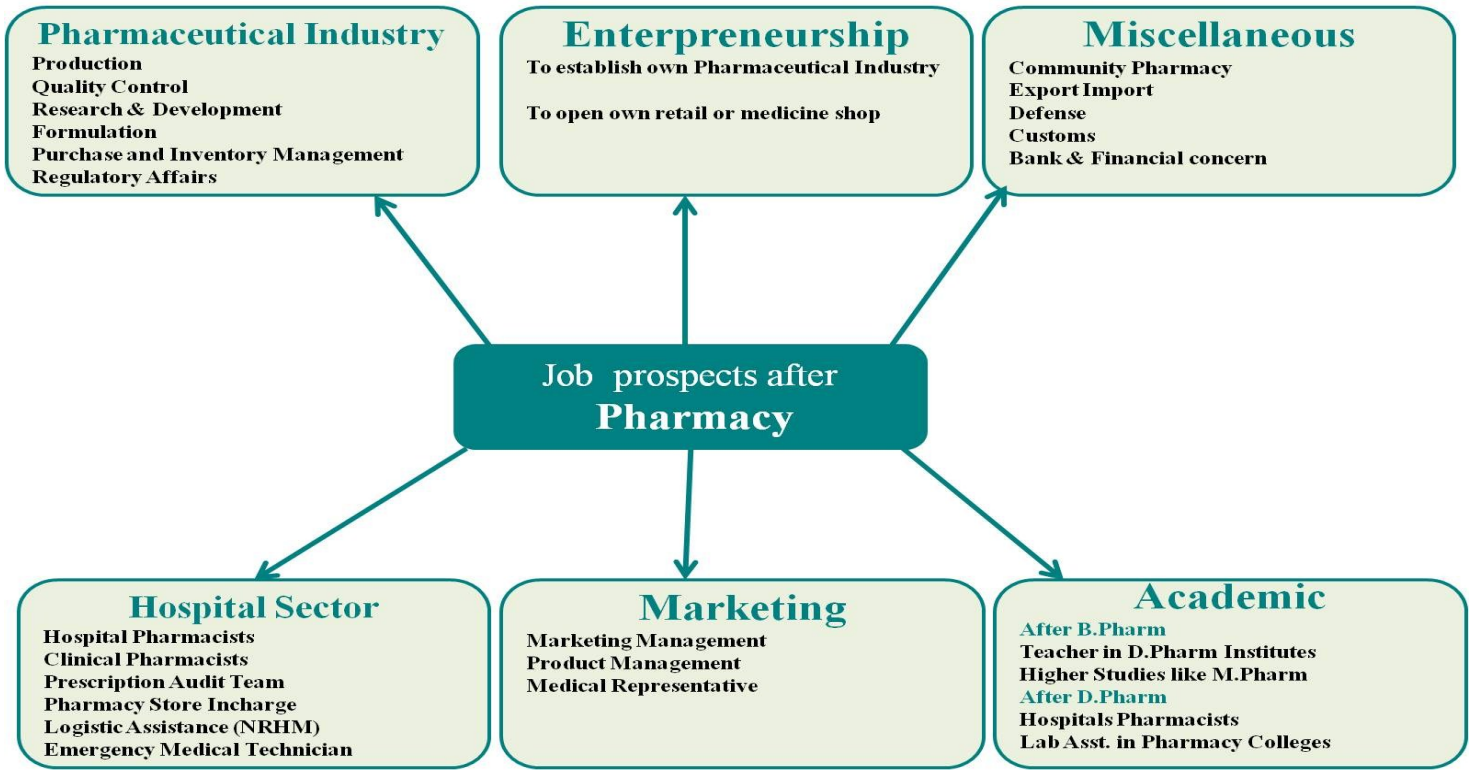 Pharmaceutical Industry
Production
Quality Control
Research & Development
Formulation
Purchase and Inventory Management
Regulatory Affairs
Enterpreneurship
To establish own Pharmaceutical Industry
To open own retail or medicine shop
Miscellaneous
Community Pharmacy
Export Import
Defense
Customs
Bank & Financial concern
Job prospects after
Pharmacy
Hospital Sector
Hospital Pharmacists
Clinical Pharmacists
Prescription Audit Team
Pharmacy Store Incharge
Logistic Assistance (NRHM)
Emergency Medical Technician
Marketing
Marketing Management
Product Management
Medical Representative
Academic
After B.Pharm
Teacher in D.Pharm Institutes
Higher Studies like M.Pharm
After D.Pharm
Hospitals Pharmacists
Lab Asst. in Pharmacy Colleges